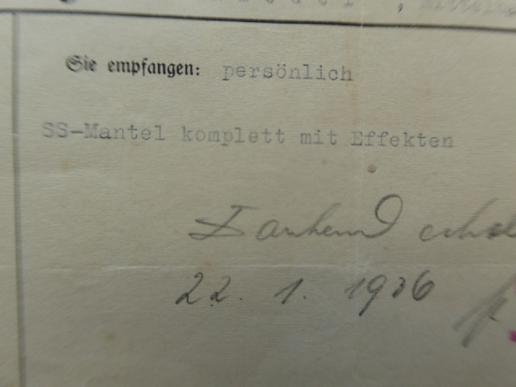 Sie empfangen: persönlich
SS-Mantel komplett mit Effekten
Dankend
22. 1. 1936